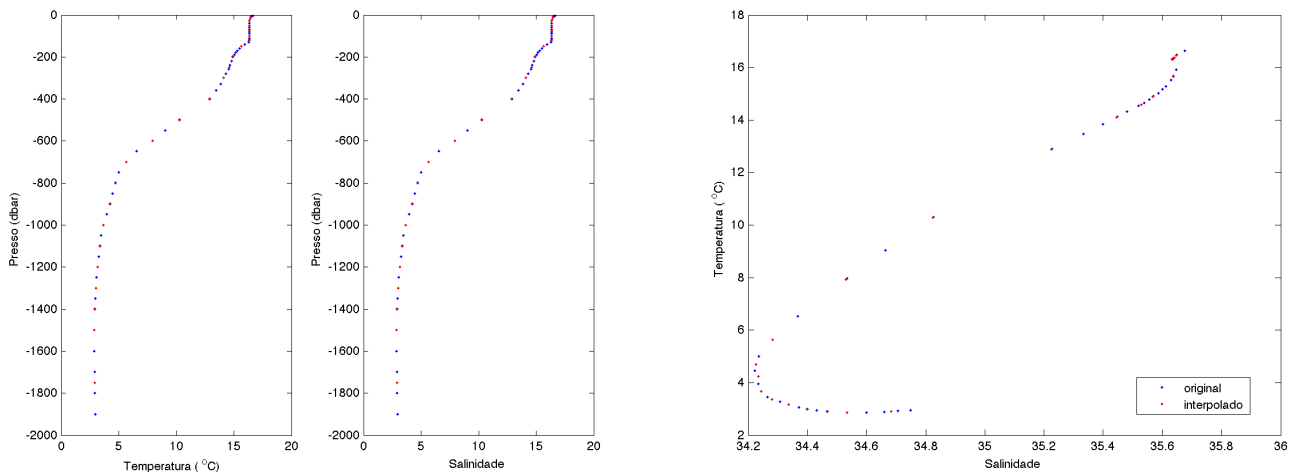 0
-200
-400
-600
-800
-1000
-1200
-1400
-1600
-1800
-2000
0 5 10 15 20
Presso (dbar)
Temperatura ( °C)
0
-200
-400
-600
-800
-1000
-1200
-1400
-1600
-1800
-2000
0 5 10 15 20
Presso (dbar)
Salinidade
18
16
14
12
10
8
6
4
2
34.2 34.4 34.6 34.8 35 35.2 35.4 35.6 35.8 36
Temperatura ( °C)
Salinidade
original
interpolado